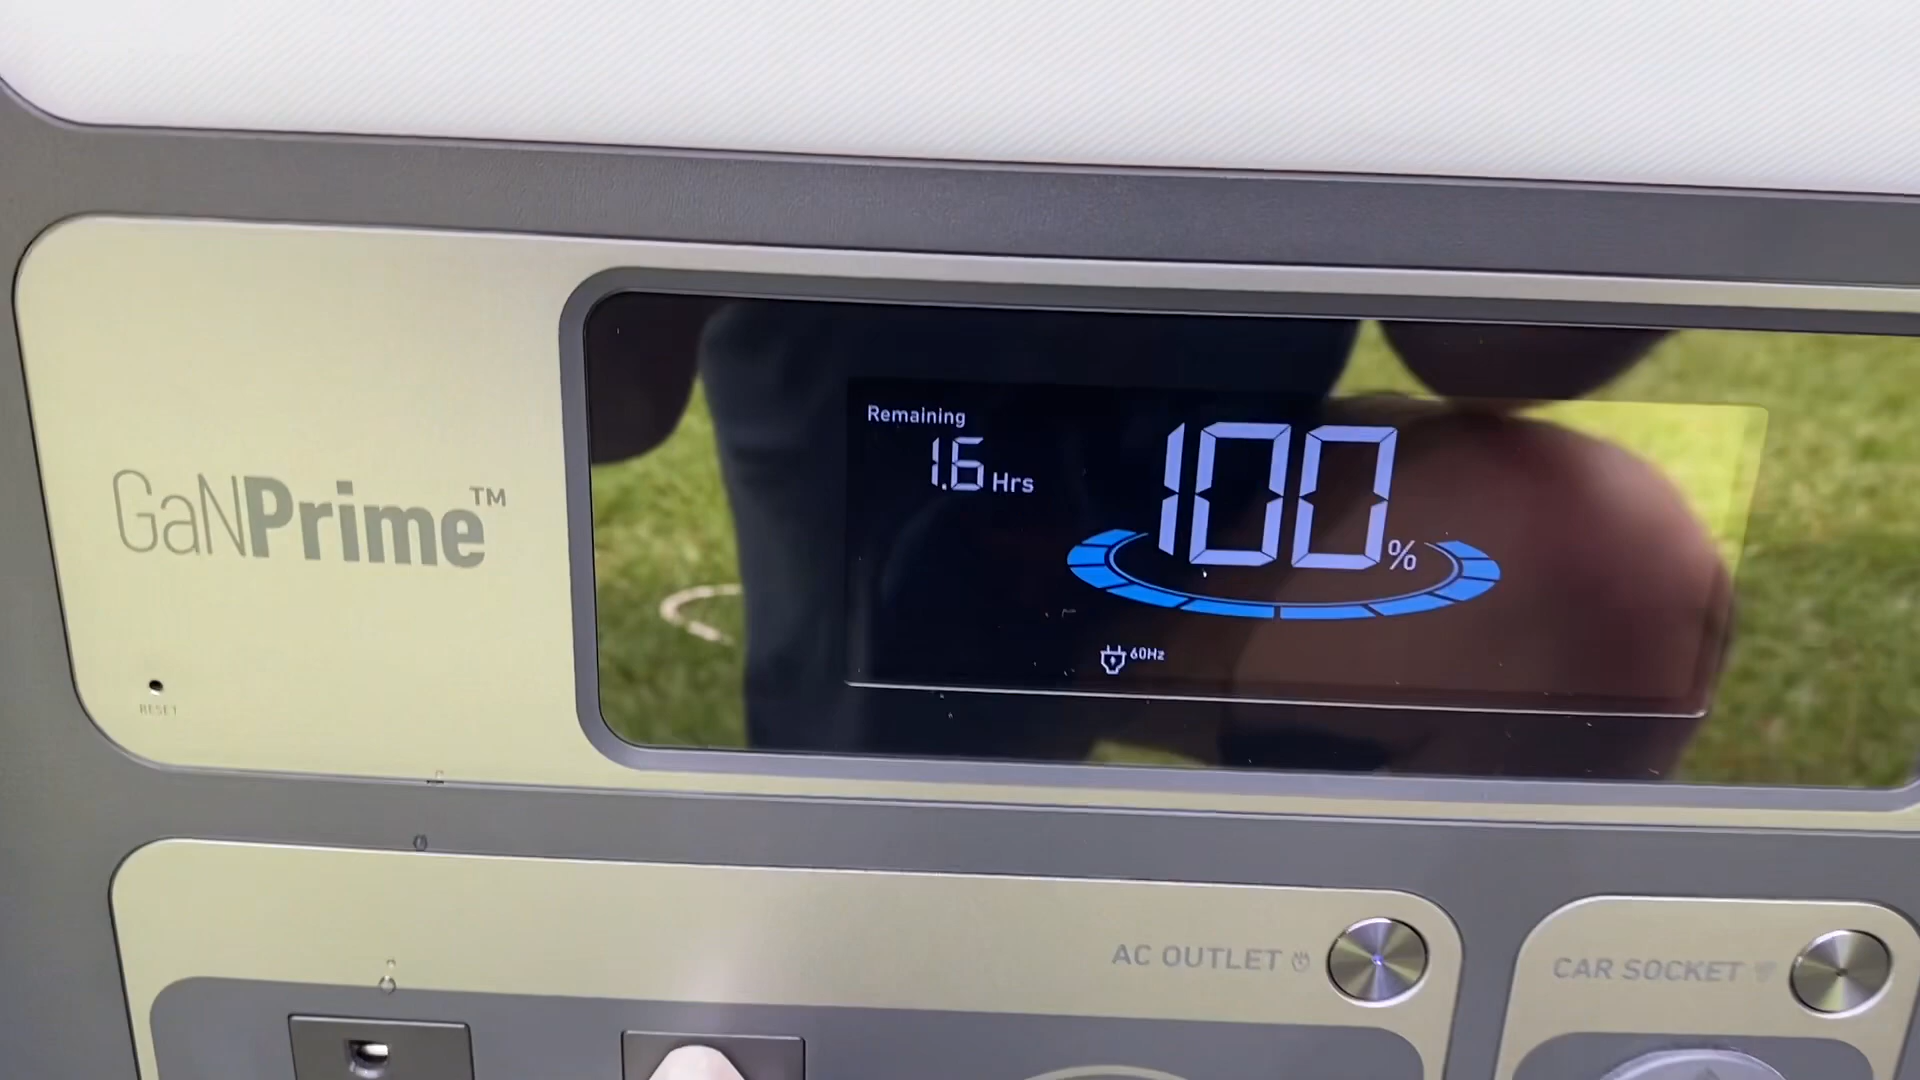 Remaining
1.6 Hrs
100%
60Hz
GaNPrime™
RESET
AC OUTLET
CAR SOCKET